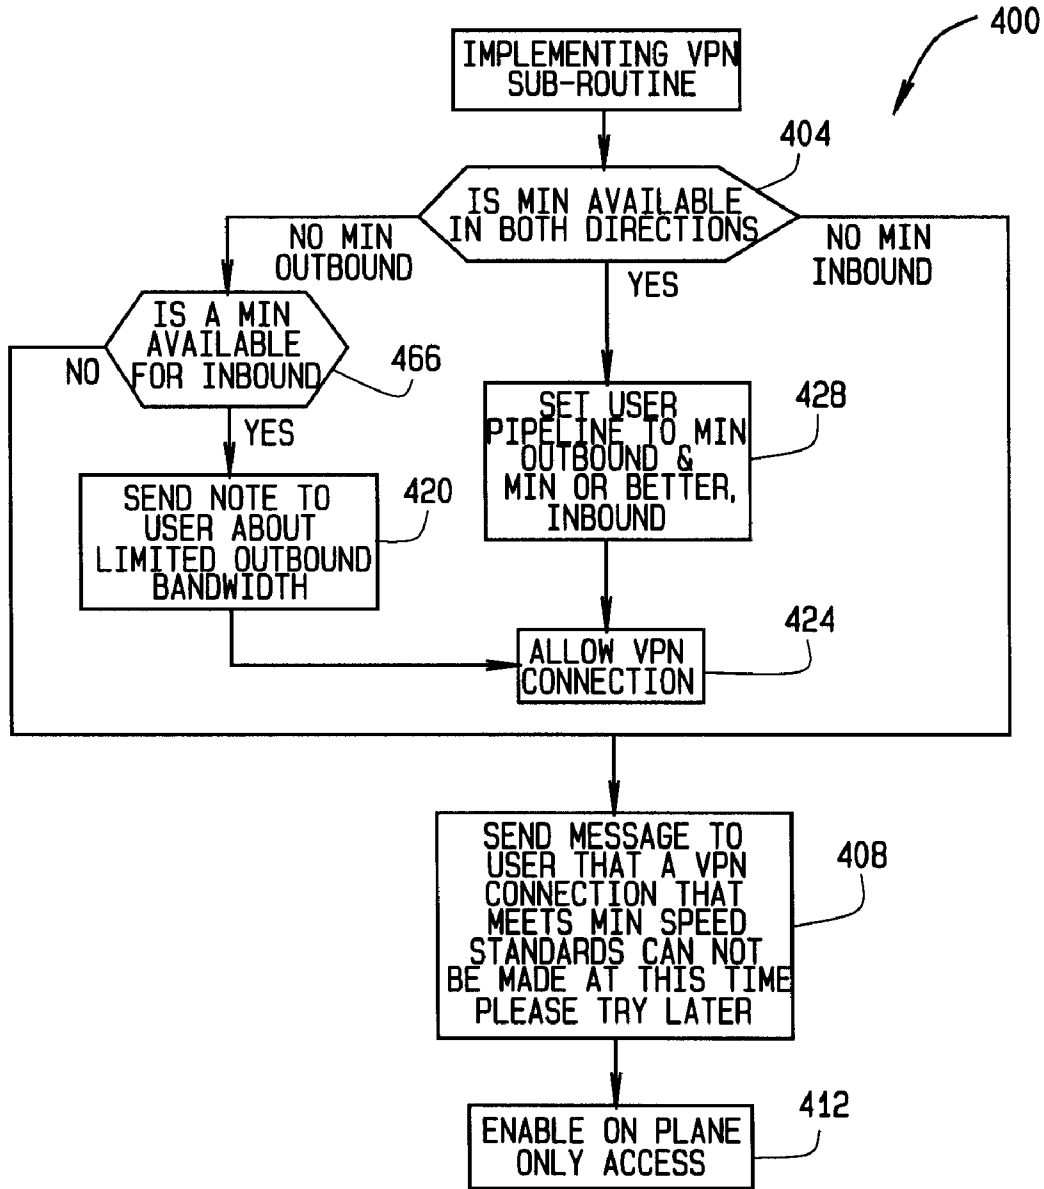 400
IMPLEMENTING VPN
SUB-ROUTINE
404
IS MIN AVAILABLE
IN BOTH DIRECTIONS
NO MIN
OUTBOUND
YES
NO MIN
INBOUND
IS A MIN
AVAILABLE
FOR INBOUND
466
NO
YES
SET USER
PIPELINE TO MIN
OUTBOUND &
MIN OR BETTER,
INBOUND
428
SEND NOTE TO
USER ABOUT
LIMITED OUTBOUND
BANDWIDTH
420
ALLOW VPN
CONNECTION
424
SEND MESSAGE TO
USER THAT A VPN
CONNECTION THAT
MEETS MIN SPEED
STANDARDS CAN NOT
BE MADE AT THIS TIME
PLEASE TRY LATER
408
ENABLE ON PLANE
ONLY ACCESS
412